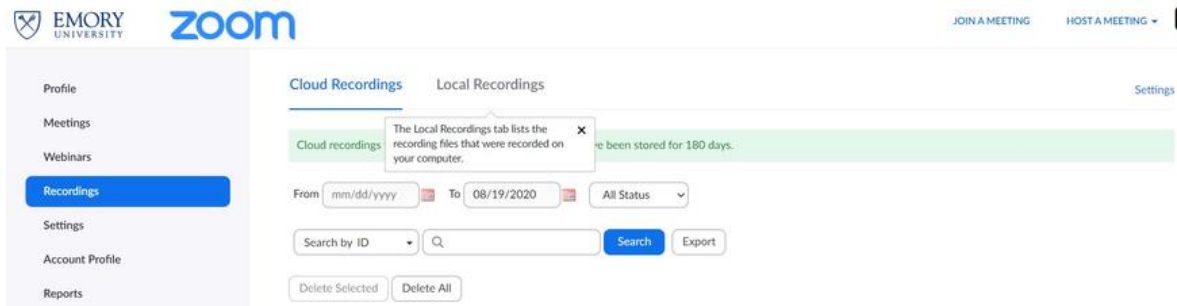 EMORY
UNIVERSITY
zoom
JOIN A MEETING
HOST A MEETING
Profile
Meetings
Webinars
Recordings
Settings
Account Profile
Reports
Cloud Recordings
Local Recordings
Settings
The Local Recordings tab lists the
recording files that were recorded on
your computer.
Cloud recordings
been stored for 180 days.
From mm/dd/yyyy To 08/19/2020 All Status
Search by ID Search Export
Delete Selected Delete All